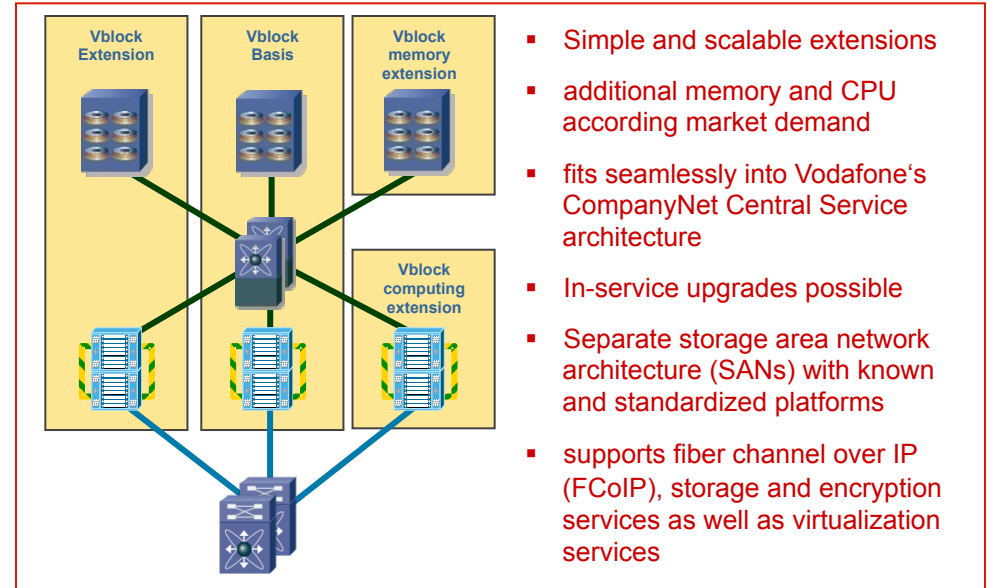 Vblock
Extension
Vblock
Basis
Vblock
memory
extension
Vblock
computing
extension
▪ Simple and scalable extensions
▪ additional memory and CPU
according market demand
▪ fits seamlessly into Vodafone‘s
CompanyNet Central Service
architecture
▪ In-service upgrades possible
▪ Separate storage area network
architecture (SANs) with known
and standardized platforms
▪ supports fiber channel over IP
(FCoIP), storage and encryption
services as well as virtualization
services